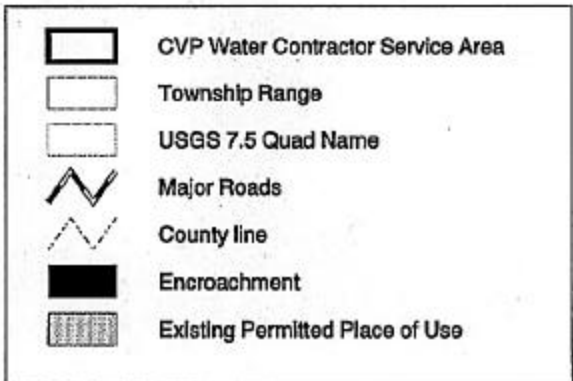 CVP Water Contractor Service Area
Township Range
USGS 7.5 Quad Name
Major Roads
County line
Encroachment
Existing Permitted Place of Use